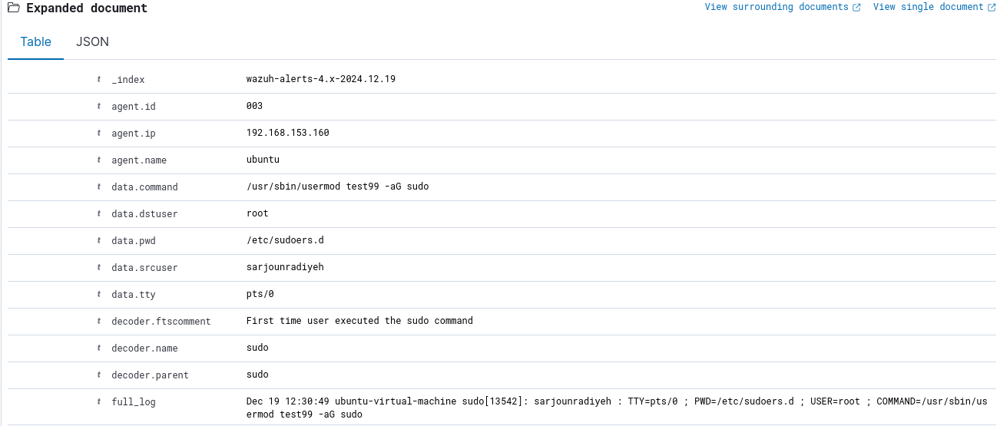 Expanded document
View surrounding documents View single document
Table JSON
t _index wazuh-alerts-4.x-2024.12.19
t agent.id 003
t agent.ip 192.168.153.160
t agent.name ubuntu
t data.command /usr/sbin/usermod test99 -aG sudo
t data.dstuser root
t data.pwd /etc/sudoers.d
t data.srcuser sarjounradiyeh
t data.tty pts/0
t decoder.ftscomment First time user executed the sudo command
t decoder.name sudo
t decoder.parent sudo
t full_log Dec 19 12:30:49 ubuntu-virtual-machine sudo[13542]: sarjounradiyeh : TTY=pts/0 ; PWD=/etc/sudoers.d ; USER=root ; COMMAND=/usr/sbin/us
ermod test99 -aG sudo